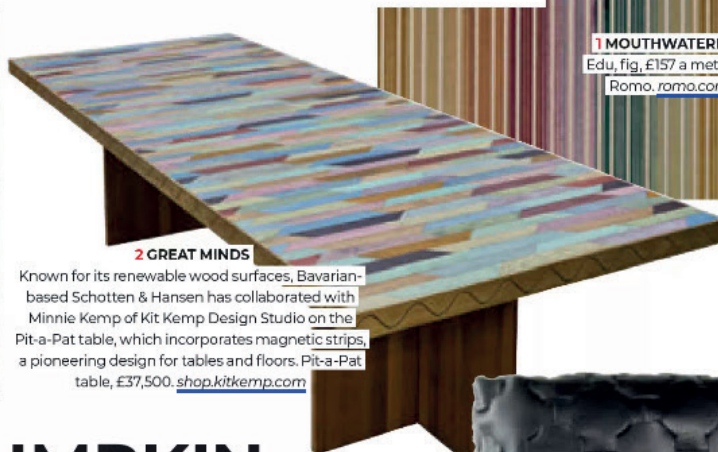 1 MOUTHWATERI
Edu, fig, £157 a met
Romo. romo.co
2 GREAT MINDS
Known for its renewable wood surfaces, Bavarian-
based Schotten & Hansen has collaborated with
Minnie Kemp of Kit Kemp Design Studio on the
Pit-a-Pat table, which incorporates magnetic strips,
a pioneering design for tables and floors. Pit-a-Pat
table, £37,500. shop.kitkemp.com